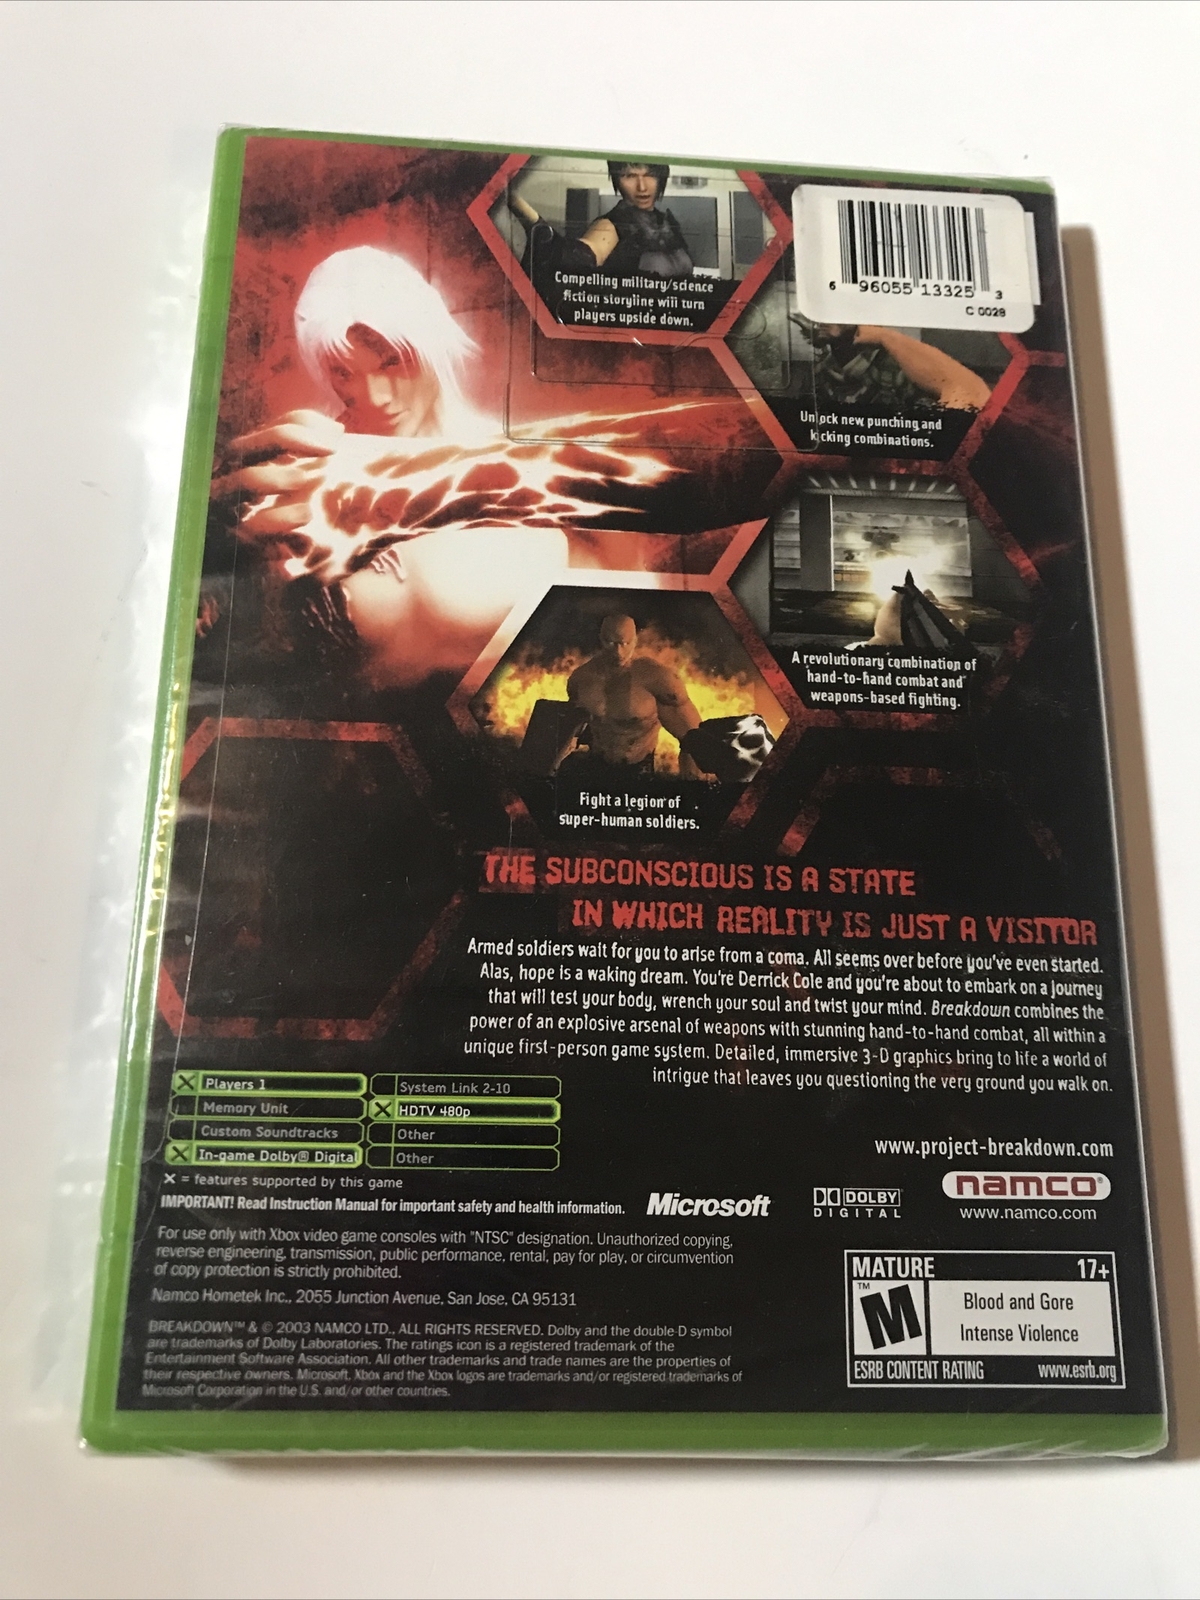 Compelling military/science
fiction storyline will turn
players upside down.
6 96055 13325 3
C 0028
Unlock new punching and
kicking combinations.
A revolutionary combination of
hand-to-hand combat and
weapons-based fighting.
Fight a legion of
super-human soldiers.
THE SUBCONSCIOUS IS A STATE
IN WHICH REALITY IS JUST A VISITOR
Armed soldiers wait for you to arise from a coma. All seems over before you've even started.
Alas, hope is a waking dream. You're Derrick Cole and you're about to embark on a journey
that will test your body, wrench your soul and twist your mind. Breakdown combines the
power of an explosive arsenal of weapons with stunning hand-to-hand combat, all within a
unique first-person game system. Detailed, immersive 3-D graphics bring to life a world of
intrigue that leaves you questioning the very ground you walk on.
X Players 1
System Link 2-10
Memory Unit
X HDTV 480p
Custom Soundtracks
Other
X In-game Dolby® Digital
Other
X = features supported by this game
IMPORTANT! Read Instruction Manual for important safety and health information.
Microsoft
DOLBY
DIGITAL
www.project-breakdown.com
namco®
www.namco.com
For use only with Xbox video game consoles with "NTSC" designation. Unauthorized copying,
reverse engineering, transmission, public performance, rental, pay for play, or circumvention
of copy protection is strictly prohibited.
Namco Hometek Inc., 2055 Junction Avenue, San Jose, CA 95131
BREAKDOWN™ & © 2003 NAMCO LTD., ALL RIGHTS RESERVED. Dolby and the double-D symbol
are trademarks of Dolby Laboratories. The ratings icon is a registered trademark of the
Entertainment Software Association. All other trademarks and trade names are the properties of
their respective owners. Microsoft, Xbox and the Xbox logos are trademarks and/or registered trademarks of
Microsoft Corporation in the U.S. and/or other countries.
MATURE 17+
™
M
Blood and Gore
Intense Violence
ESRB CONTENT RATING www.esrb.org